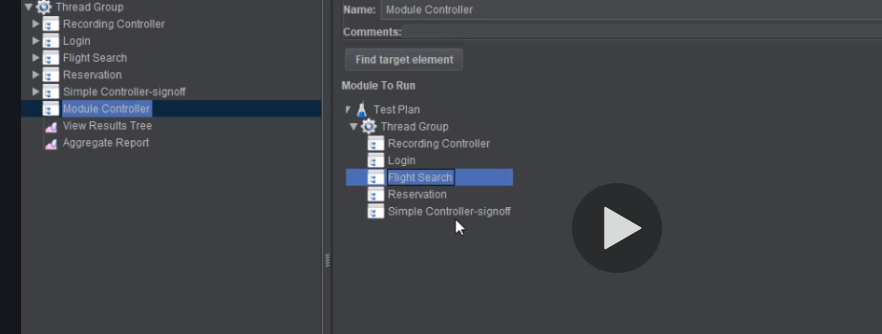 Thread Group
Recording Controller
Login
Flight Search
Reservation
Simple Controller-signoff
Module Controller
View Results Tree
Aggregate Report
Name: Module Controller
Comments:
Find target element
Module To Run
Test Plan
Thread Group
Recording Controller
Login
Flight Search
Reservation
Simple Controller-signoff